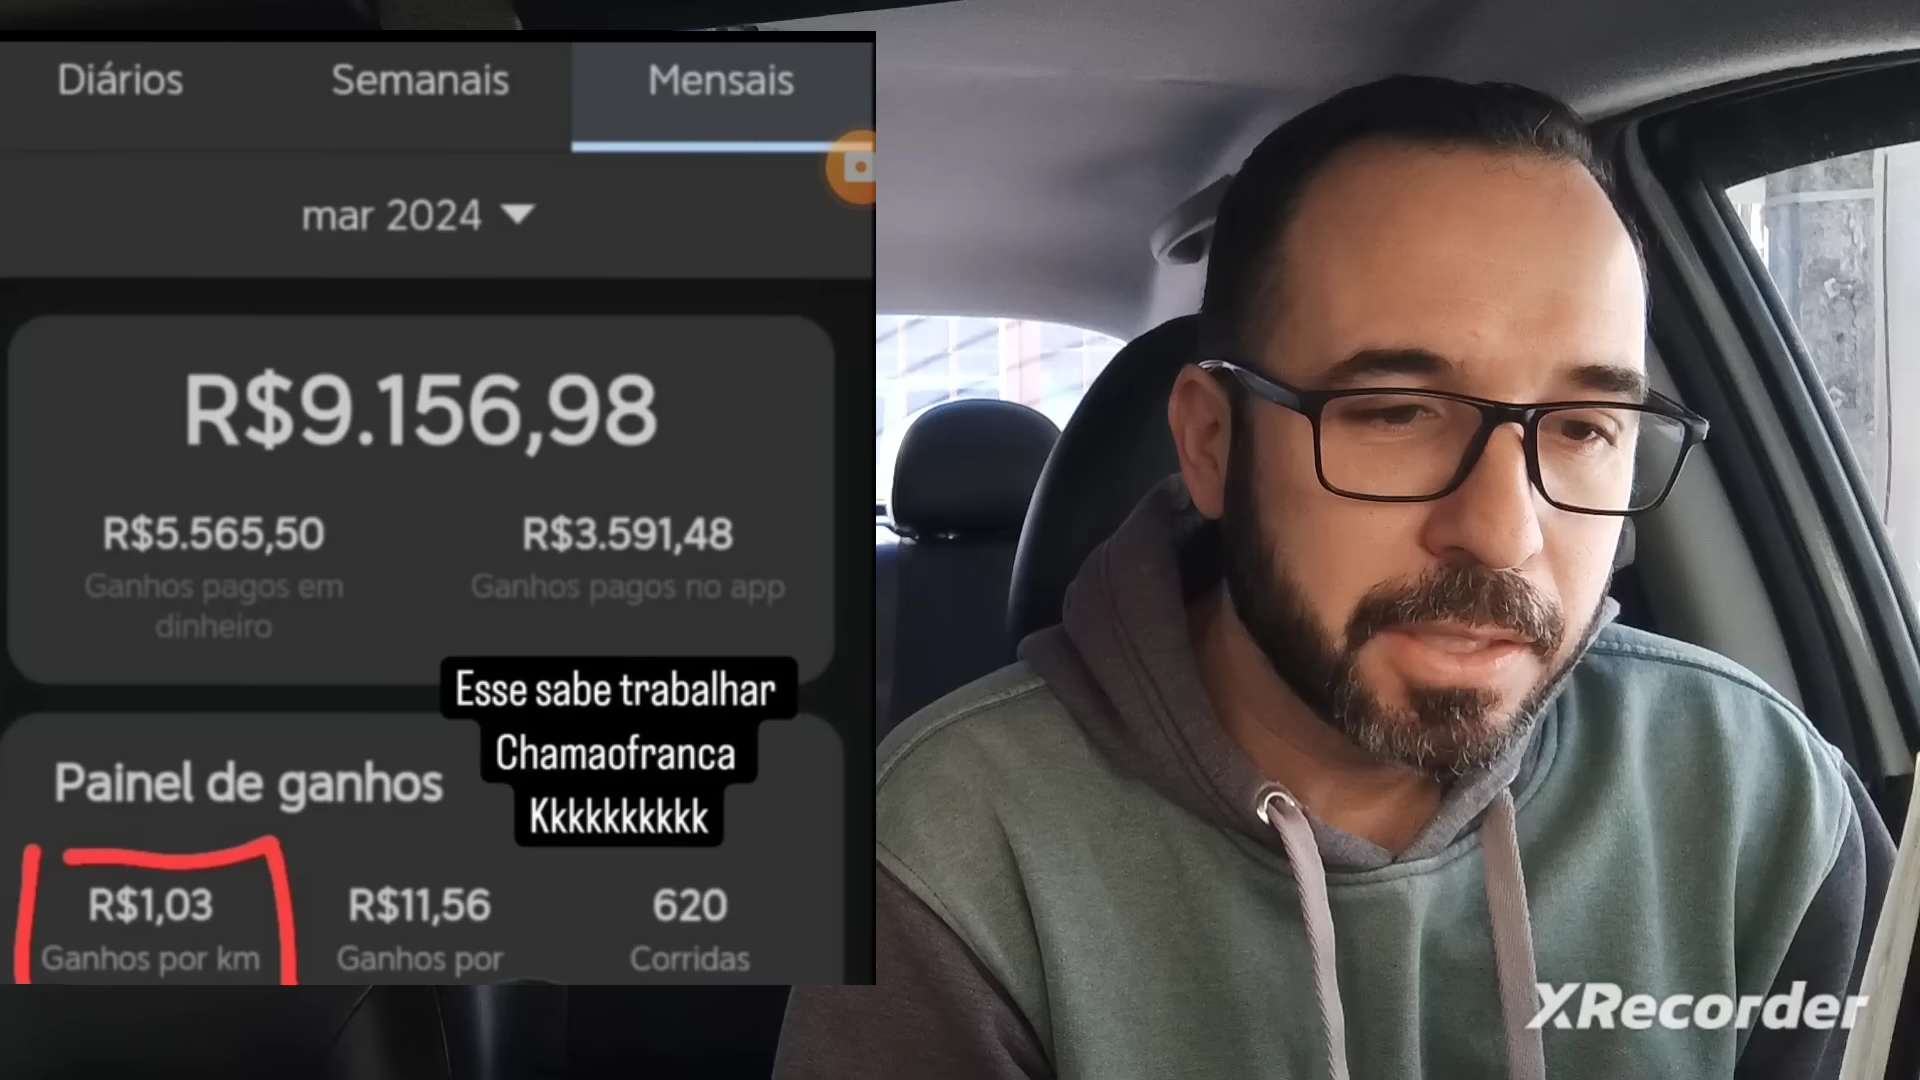 Diários Semanais Mensais
mar 2024
R$9.156,98
R$5.565,50 R$3.591,48
Ganhos pagos em Ganhos pagos no app
dinheiro
Esse sabe trabalhar
Chamaofranca
Kkkkkkkkkk
Painel de ganhos
R$1,03 R$11,56 620
Ganhos por km Ganhos por Corridas
XRecorder